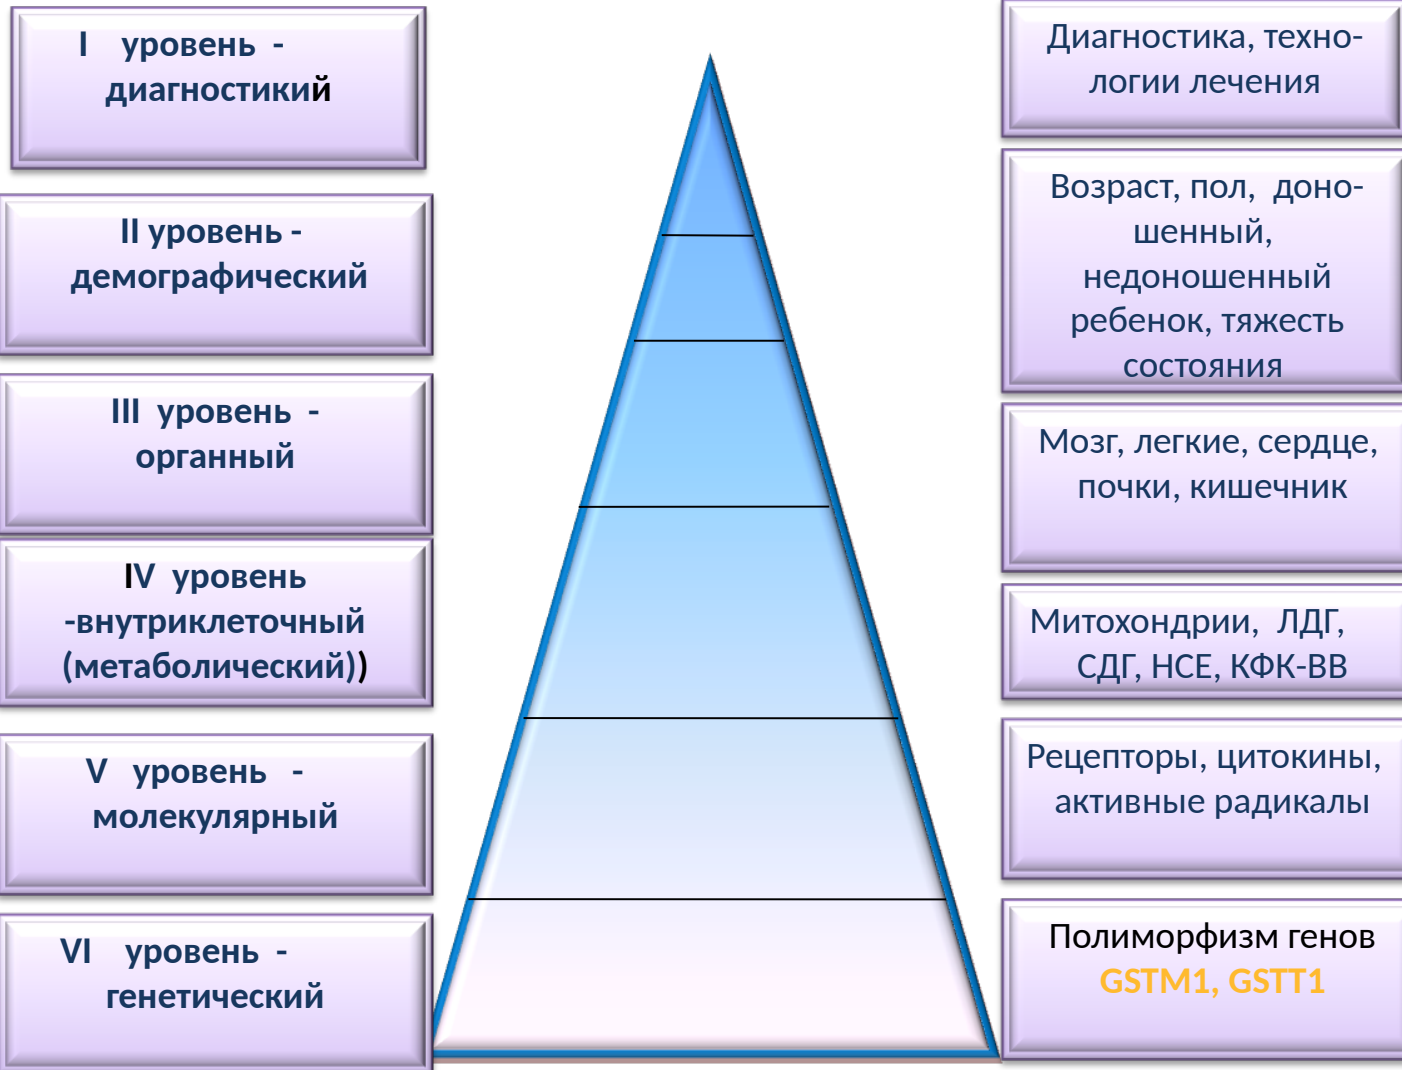 I уровень -
диагностикий
Диагностика, техно-
логии лечения
II уровень -
демографический
Возраст, пол, доно-
шенный,
недоношенный
ребенок, тяжесть
состояния
III уровень -
органный
Мозг, легкие, сердце,
почки, кишечник
IV уровень
-внутриклеточный
(метаболический))
Митохондрии, ЛДГ,
СДГ, НСЕ, КФК-ВВ
V уровень -
молекулярный
Рецепторы, цитокины,
активные радикалы
VI уровень -
генетический
Полиморфизм генов
GSTM1, GSTT1